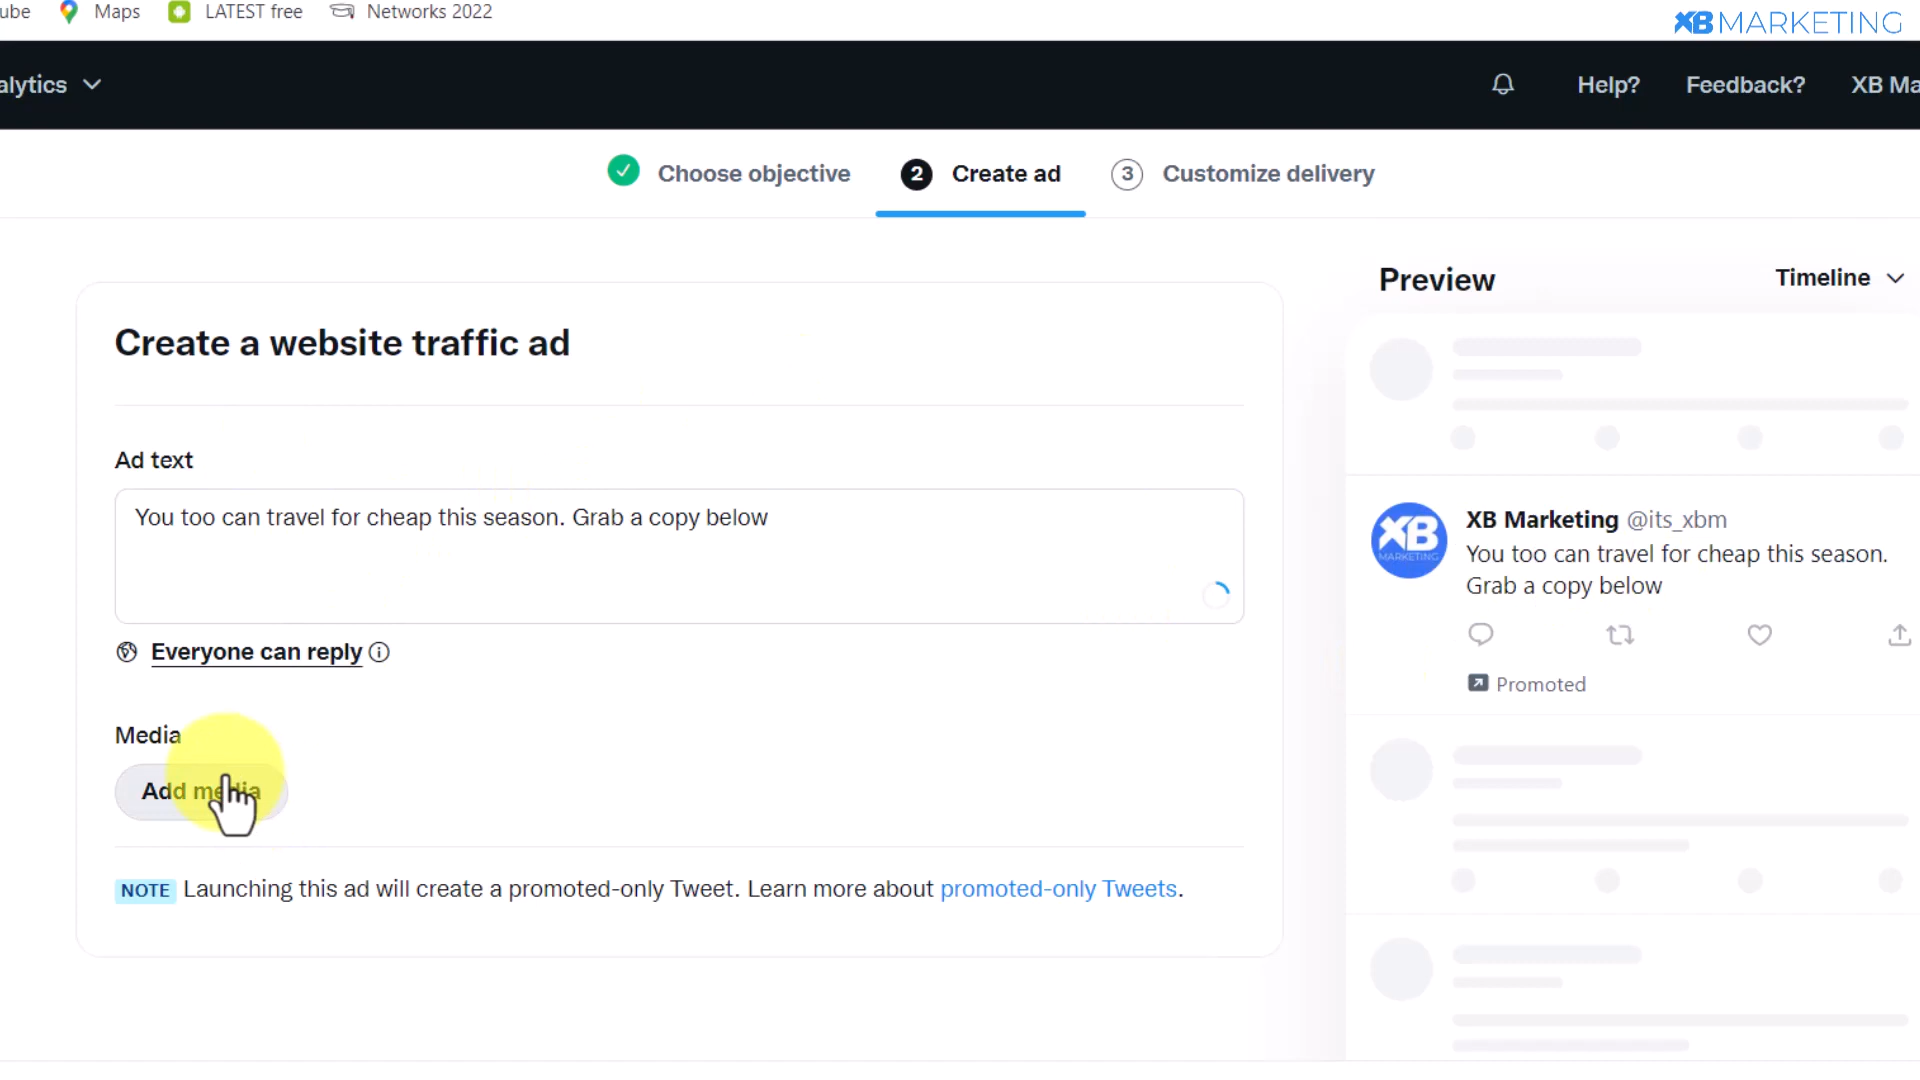 ube Maps LATEST free Networks 2022
XB MARKETING
alytics
Help? Feedback? XB Ma
Choose objective 2 Create ad 3 Customize delivery
Create a website traffic ad
Ad text
You too can travel for cheap this season. Grab a copy below
Everyone can reply
Media
Add media
NOTE Launching this ad will create a promoted-only Tweet. Learn more about promoted-only Tweets.
Preview Timeline
XB MARKETING
XB Marketing @its_xbm
You too can travel for cheap this season.
Grab a copy below
Promoted